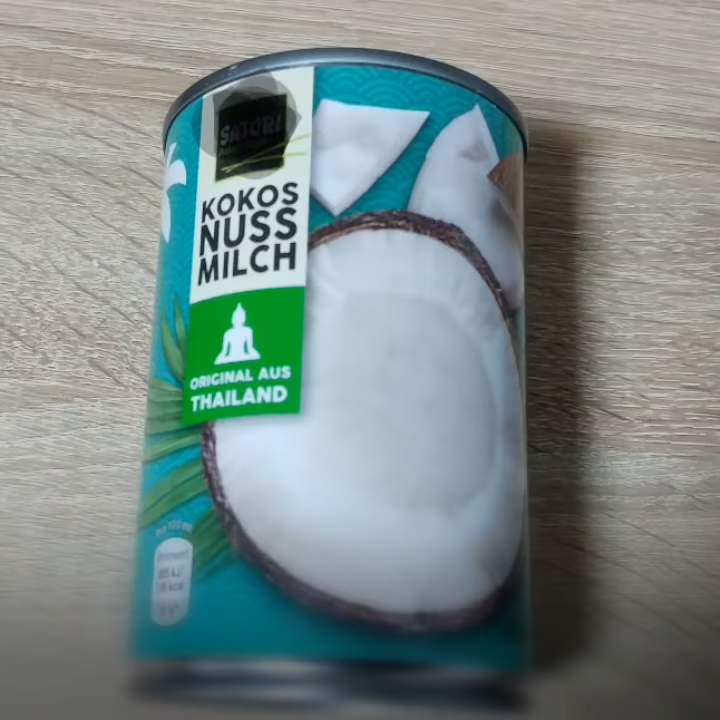 SATORI
KOKOS
NUSS
MILCH
ORIGINAL AUS
THAILAND